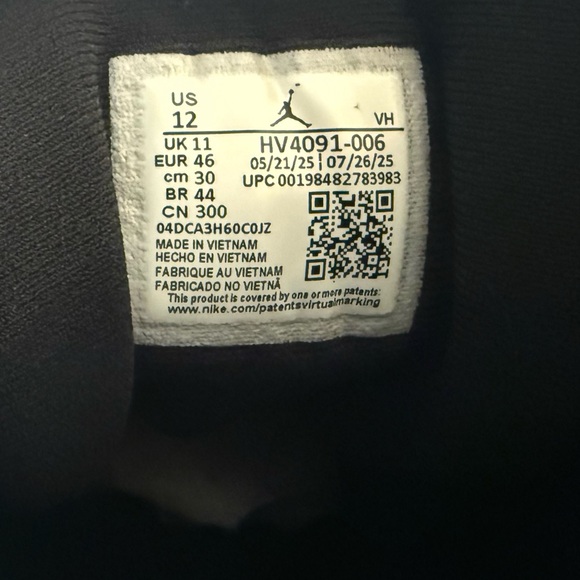 US
12 VH
UK 11 HV4091-006
EUR 46 05/21/25 | 07/26/25
cm 30 UPC 00198482783983
BR 44
CN 300
04DCA3H60C0JZ
MADE IN VIETNAM
HECHO EN VIETNAM
FABRIQUE AU VIETNAM
FABRICADO NO VIETNÃ
This product is covered by one or more patents:
www.nike.com/patentsvirtualmarking